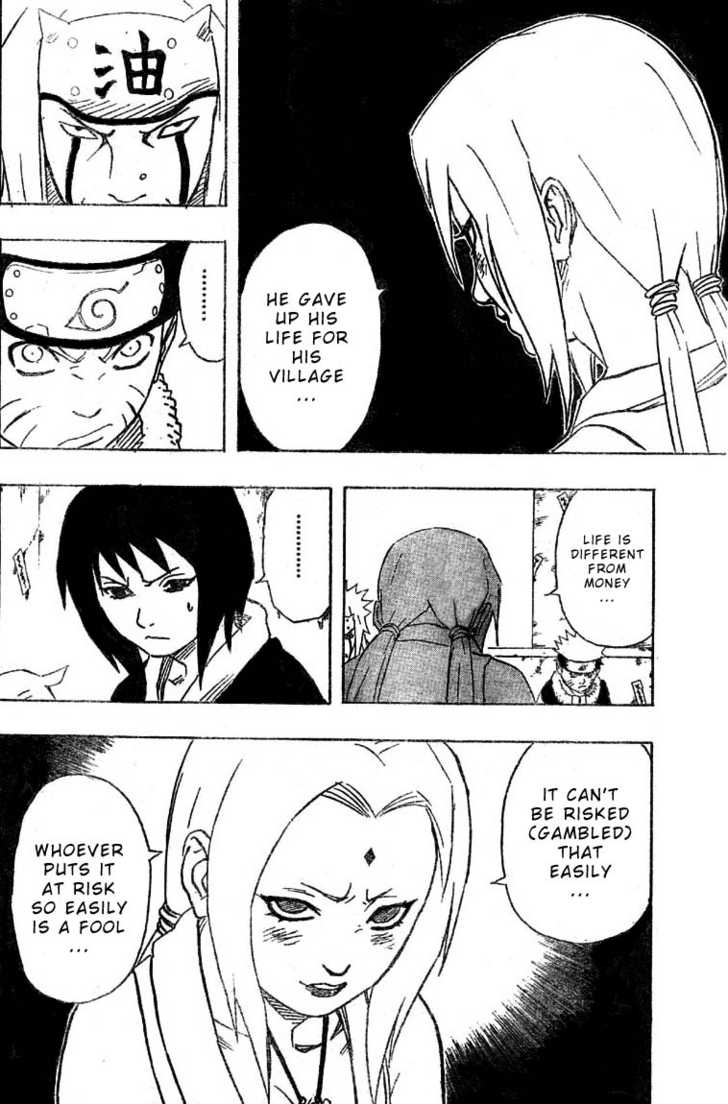 HE GAVE
UP HIS
LIFE FOR
HIS
VILLAGE
...
油
.........
LIFE IS
DIFFERENT
FROM
MONEY
...
.........
IT CAN'T
BE RISKED
(GAMBLED)
THAT
EASILY
...
WHOEVER
PUTS IT
AT RISK
SO EASILY
IS A FOOL
...